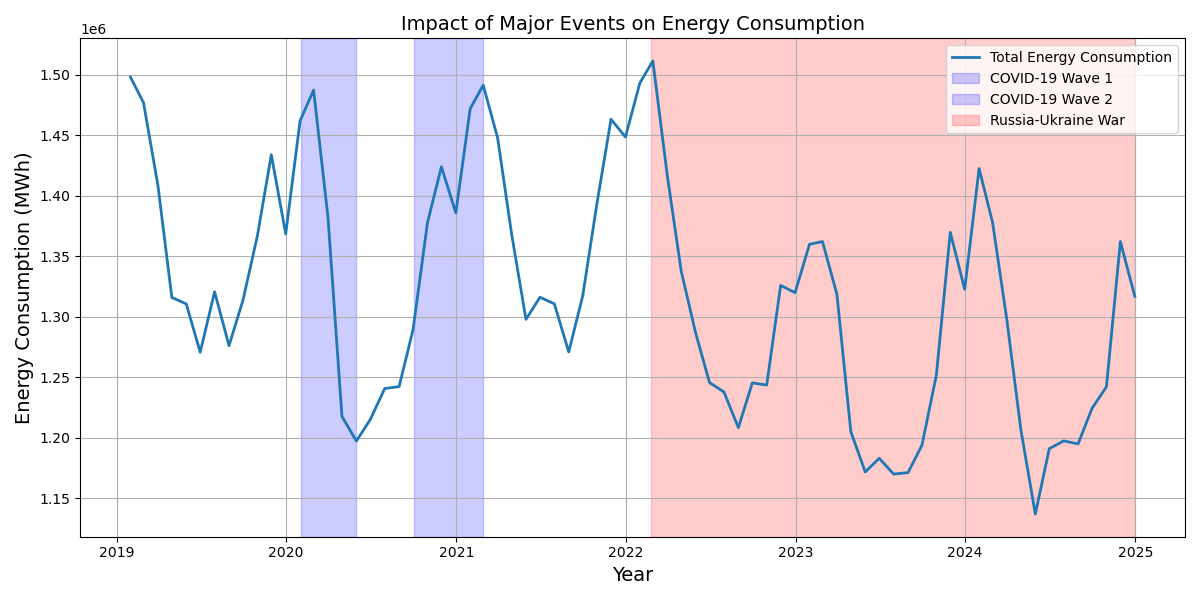 Impact of Major Events on Energy Consumption
1e6
Total Energy Consumption
COVID-19 Wave 1
COVID-19 Wave 2
Russia-Ukraine War
Energy Consumption (MWh)
1.50
1.45
1.40
1.35
1.30
1.25
1.20
1.15
2019 2020 2021 2022 2023 2024 2025
Year